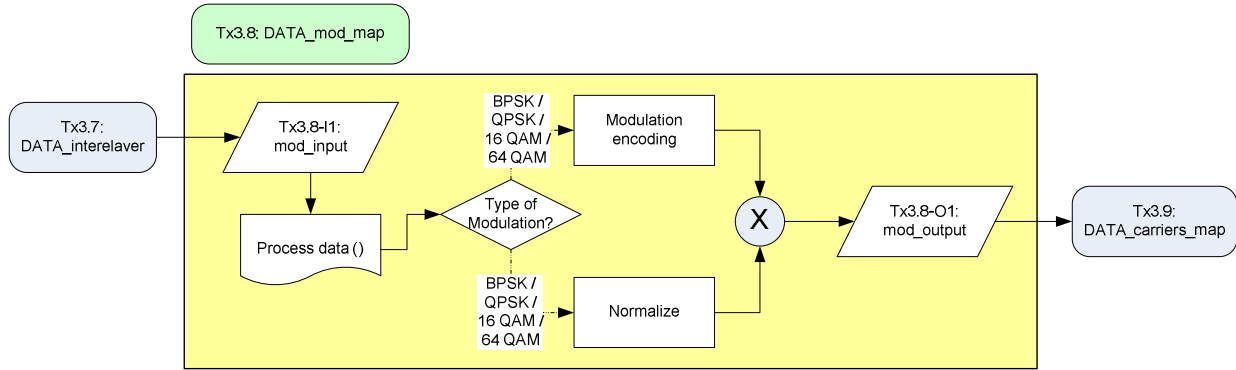 Tx3.8: DATA_mod_map
Tx3.7:
DATA_interelaver
Tx3.8-I1:
mod_input
Process data ()
Type of
Modulation?
BPSK /
QPSK /
16 QAM /
64 QAM
Modulation
encoding
BPSK /
QPSK /
16 QAM /
64 QAM
Normalize
X
Tx3.8-O1:
mod_output
Tx3.9:
DATA_carriers_map